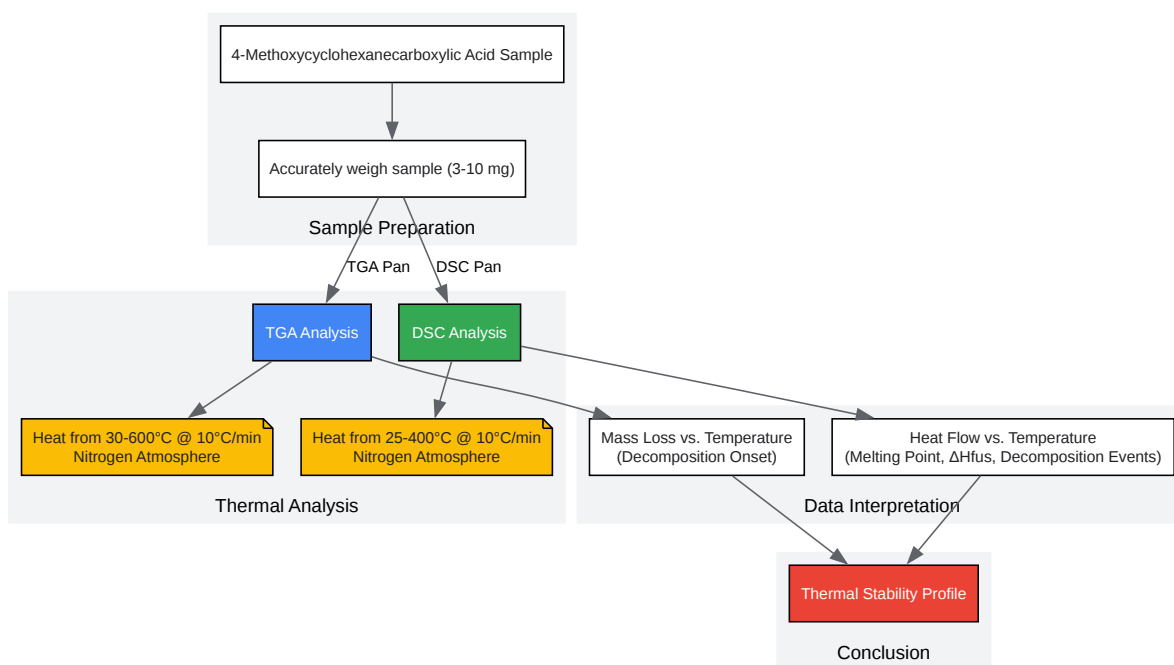 4-Methoxycyclohexanecarboxylic Acid Sample
Accurately weigh sample (3-10 mg)
Sample Preparation
TGA Pan
DSC Pan
TGA Analysis
DSC Analysis
Heat from 30-600°C @ 10°C/min
Nitrogen Atmosphere
Heat from 25-400°C @ 10°C/min
Nitrogen Atmosphere
Mass Loss vs. Temperature
(Decomposition Onset)
Heat Flow vs. Temperature
(Melting Point, ΔHfus, Decomposition Events)
Thermal Analysis
Data Interpretation
Thermal Stability Profile
Conclusion